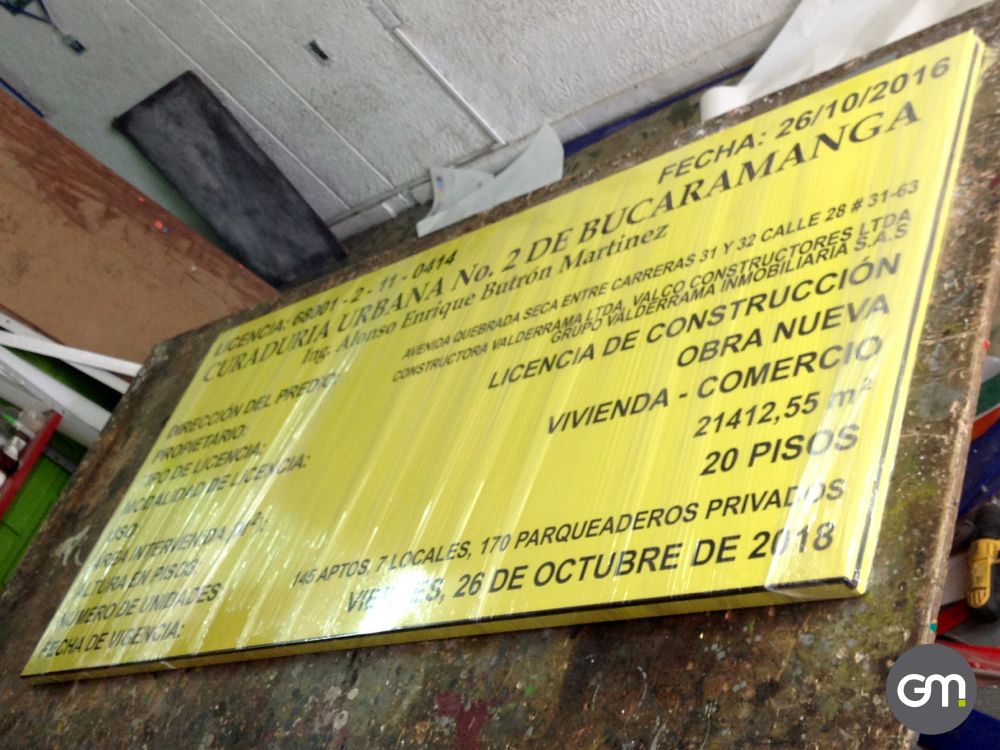 LICENCIA: 68001 - 2 - 11 - 0414 FECHA: 26/10/2016
CURADURIA URBANA No. 2 DE BUCARAMANGA
Ing. Alonso Enrique Butrón Martinez
DIRECCIÓN DEL PREDIO: AVENIDA QUEBRADA SECA ENTRE CARRERAS 31 Y 32 CALLE 28 # 31-63
PROPIETARIO: CONSTRUCTORA VALDERRAMA LTDA, VALCO CONSTRUCTORES LTDA
GRUPO VALDERRAMA INMOBILIARIA S.A.S
TIPO DE LICENCIA: LICENCIA DE CONSTRUCCIÓN
MODALIDAD DE LICENCIA: OBRA NUEVA
USO: VIVIENDA - COMERCIO
AREA INTERVENIDA M²: 21412,55 m²
ALTURA EN PISOS: 20 PISOS
NÚMERO DE UNIDADES: 145 APTOS, 7 LOCALES, 170 PARQUEADEROS PRIVADOS
FECHA DE VIGENCIA: VIERNES, 26 DE OCTUBRE DE 2018
GM